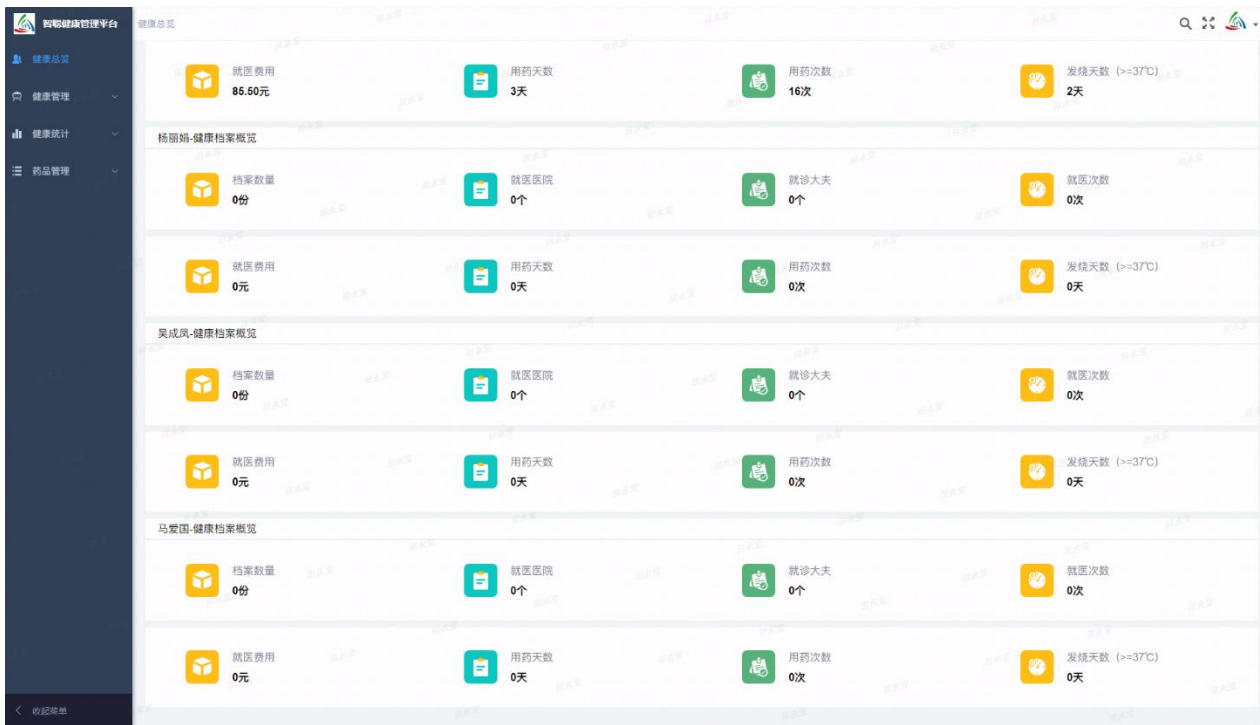 智聪健康管理平台
健康总览
健康总览
健康管理
健康统计
药品管理
收起菜单
就医费用 用药天数 用药次数 发烧天数 (>=37℃)
85.50元 3天 16次 2天
杨丽娟-健康档案概览
档案数量 就医医院 就诊大夫 就医次数
0份 0个 0个 0次
就医费用 用药天数 用药次数 发烧天数 (>=37℃)
0元 0天 0次 0天
吴成凤-健康档案概览
档案数量 就医医院 就诊大夫 就医次数
0份 0个 0个 0次
就医费用 用药天数 用药次数 发烧天数 (>=37℃)
0元 0天 0次 0天
马爱国-健康档案概览
档案数量 就医医院 就诊大夫 就医次数
0份 0个 0个 0次
就医费用 用药天数 用药次数 发烧天数 (>=37℃)
0元 0天 0次 0天